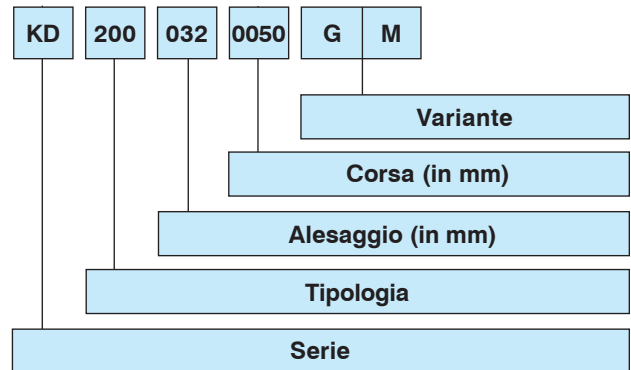 KD 200 032 0050 G M
Variante
Corsa (in mm)
Alesaggio (in mm)
Tipologia
Serie